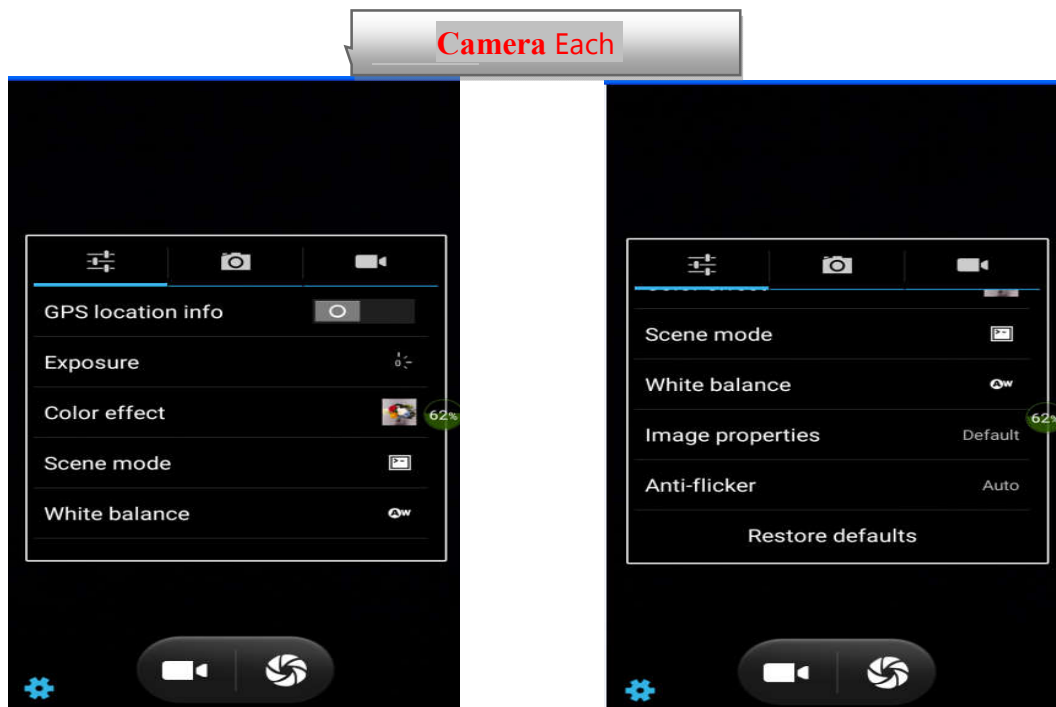 Camera Each
GPS location info
Exposure
Color effect
62%
Scene mode
White balance
Scene mode
White balance
62%
Image properties Default
Anti-flicker Auto
Restore defaults